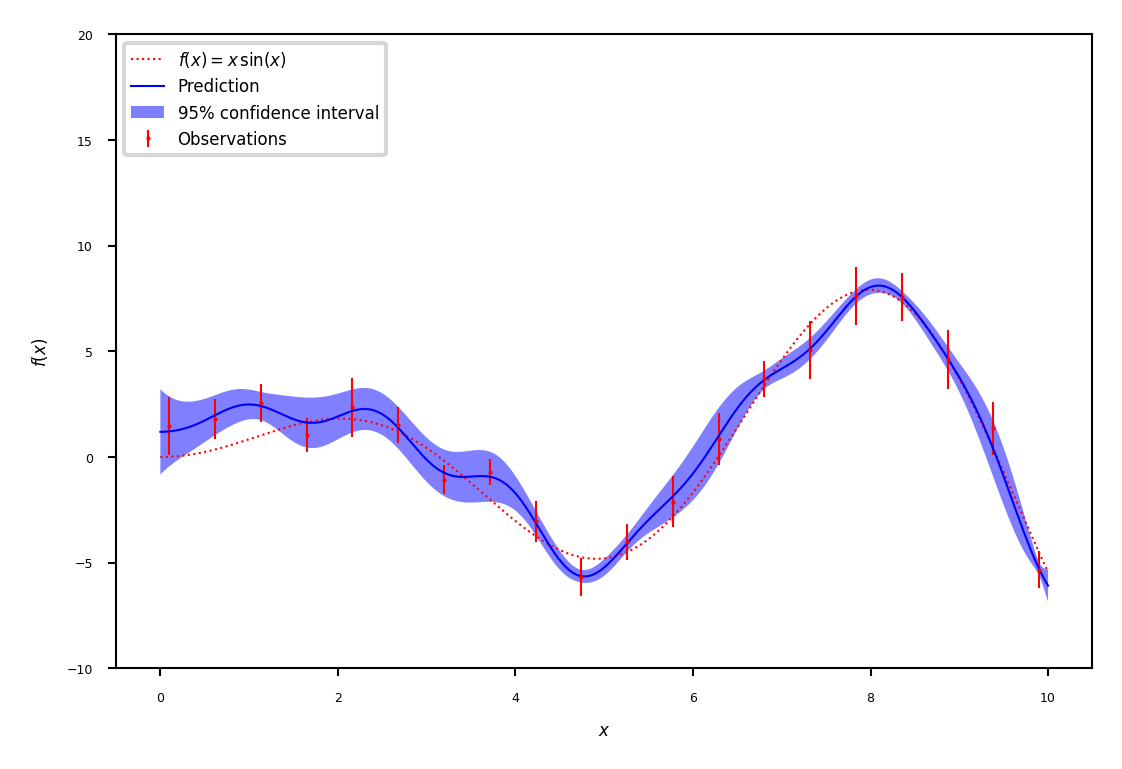 20
15
10
5
0
−5
−10
f(x)
f(x) = x sin(x)
Prediction
95% confidence interval
Observations
0 2 4 6 8 10
x